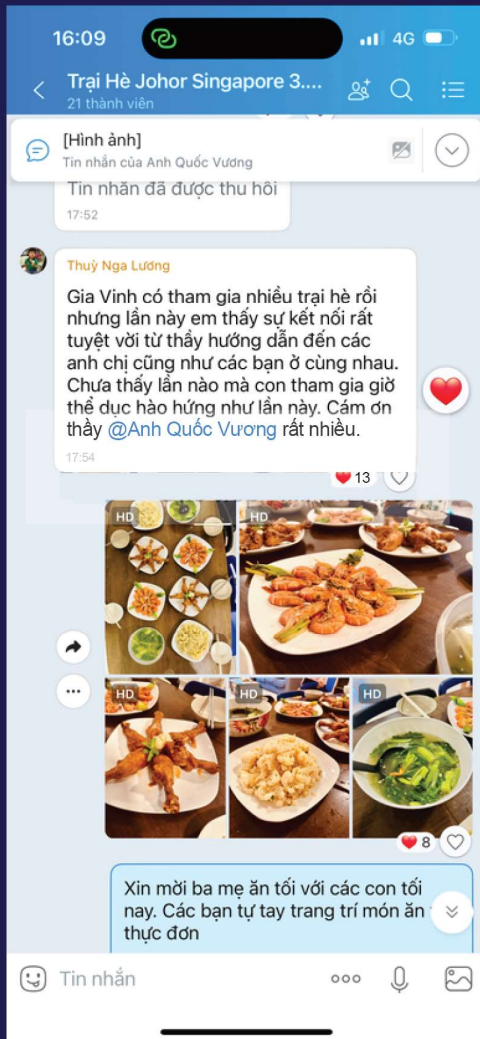 16:09
4G
Trại Hè Johor Singapore 3....
21 thành viên
[Hình ảnh]
Tin nhắn của Anh Quốc Vương
Tin nhắn đã được thu hồi
17:52
Thuỳ Nga Lương
Gia Vinh có tham gia nhiều trại hè rồi
nhưng lần này em thấy sự kết nối rất
tuyệt vời từ thầy hướng dẫn đến các
anh chị cũng như các bạn ở cùng nhau.
Chưa thấy lần nào mà con tham gia giờ
thể dục hào hứng như lần này. Cám ơn
thầy @Anh Quốc Vương rất nhiều.
17:54
13
HD
HD
HD
HD
HD
8
Xin mời ba mẹ ăn tối với các con tối
nay. Các bạn tự tay trang trí món ăn
thực đơn
Tin nhắn